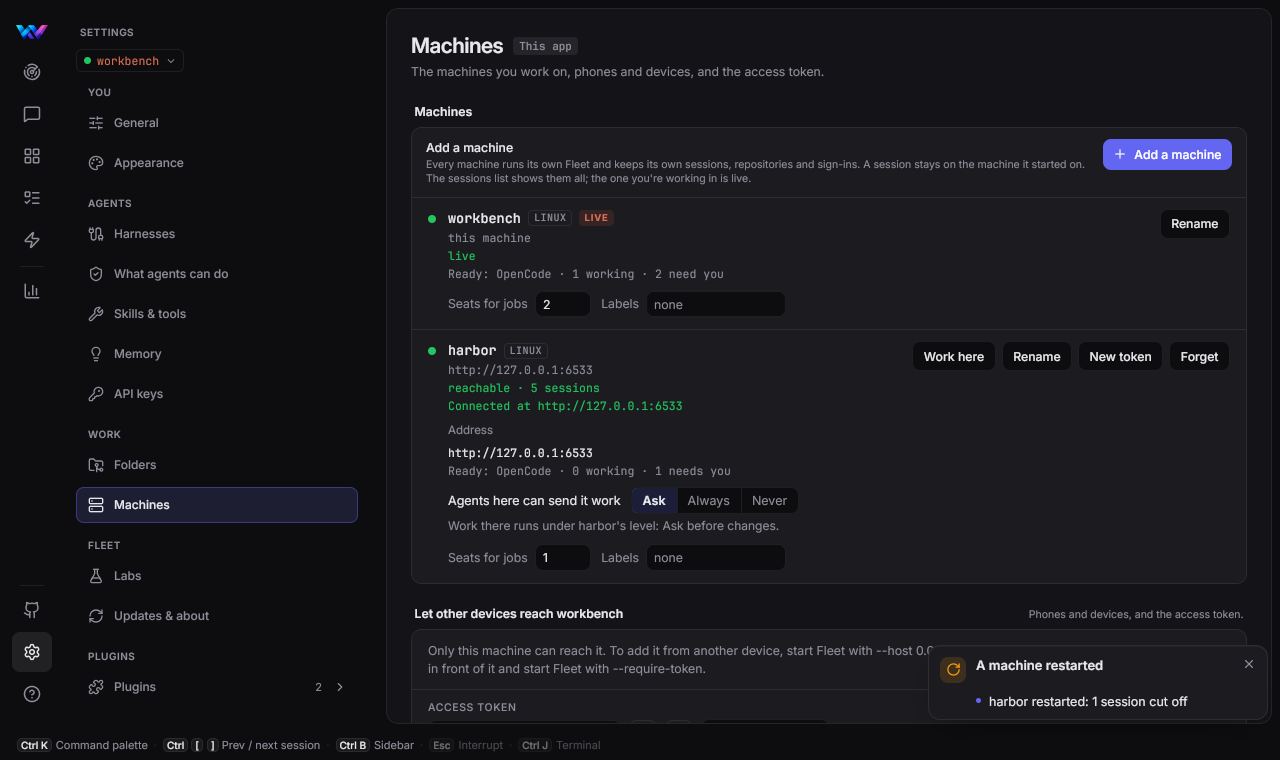 SETTINGS
workbench
YOU
General
Appearance
AGENTS
Harnesses
What agents can do
Skills & tools
Memory
API keys
WORK
Folders
Machines
FLEET
Labs
Updates & about
PLUGINS
Plugins 2
Machines This app
The machines you work on, phones and devices, and the access token.
Machines
Add a machine
Every machine runs its own Fleet and keeps its own sessions, repositories and sign-ins. A session stays on the machine it started on.
The sessions list shows them all; the one you're working in is live.
+ Add a machine
workbench LINUX LIVE
Rename
this machine
live
Ready: OpenCode · 1 working · 2 need you
Seats for jobs 2 Labels none
harbor LINUX
Work here Rename New token Forget
http://127.0.0.1:6533
reachable · 5 sessions
Connected at http://127.0.0.1:6533
Address
http://127.0.0.1:6533
Ready: OpenCode · 0 working · 1 needs you
Agents here can send it work Ask Always Never
Work there runs under harbor's level: Ask before changes.
Seats for jobs 1 Labels none
Let other devices reach workbench
Phones and devices, and the access token.
Only this machine can reach it. To add it from another device, start Fleet with --host 0.0
in front of it and start Fleet with --require-token.
ACCESS TOKEN
A machine restarted
harbor restarted: 1 session cut off
Ctrl K Command palette · Ctrl [ ] Prev / next session · Ctrl B Sidebar · Esc Interrupt · Ctrl J Terminal